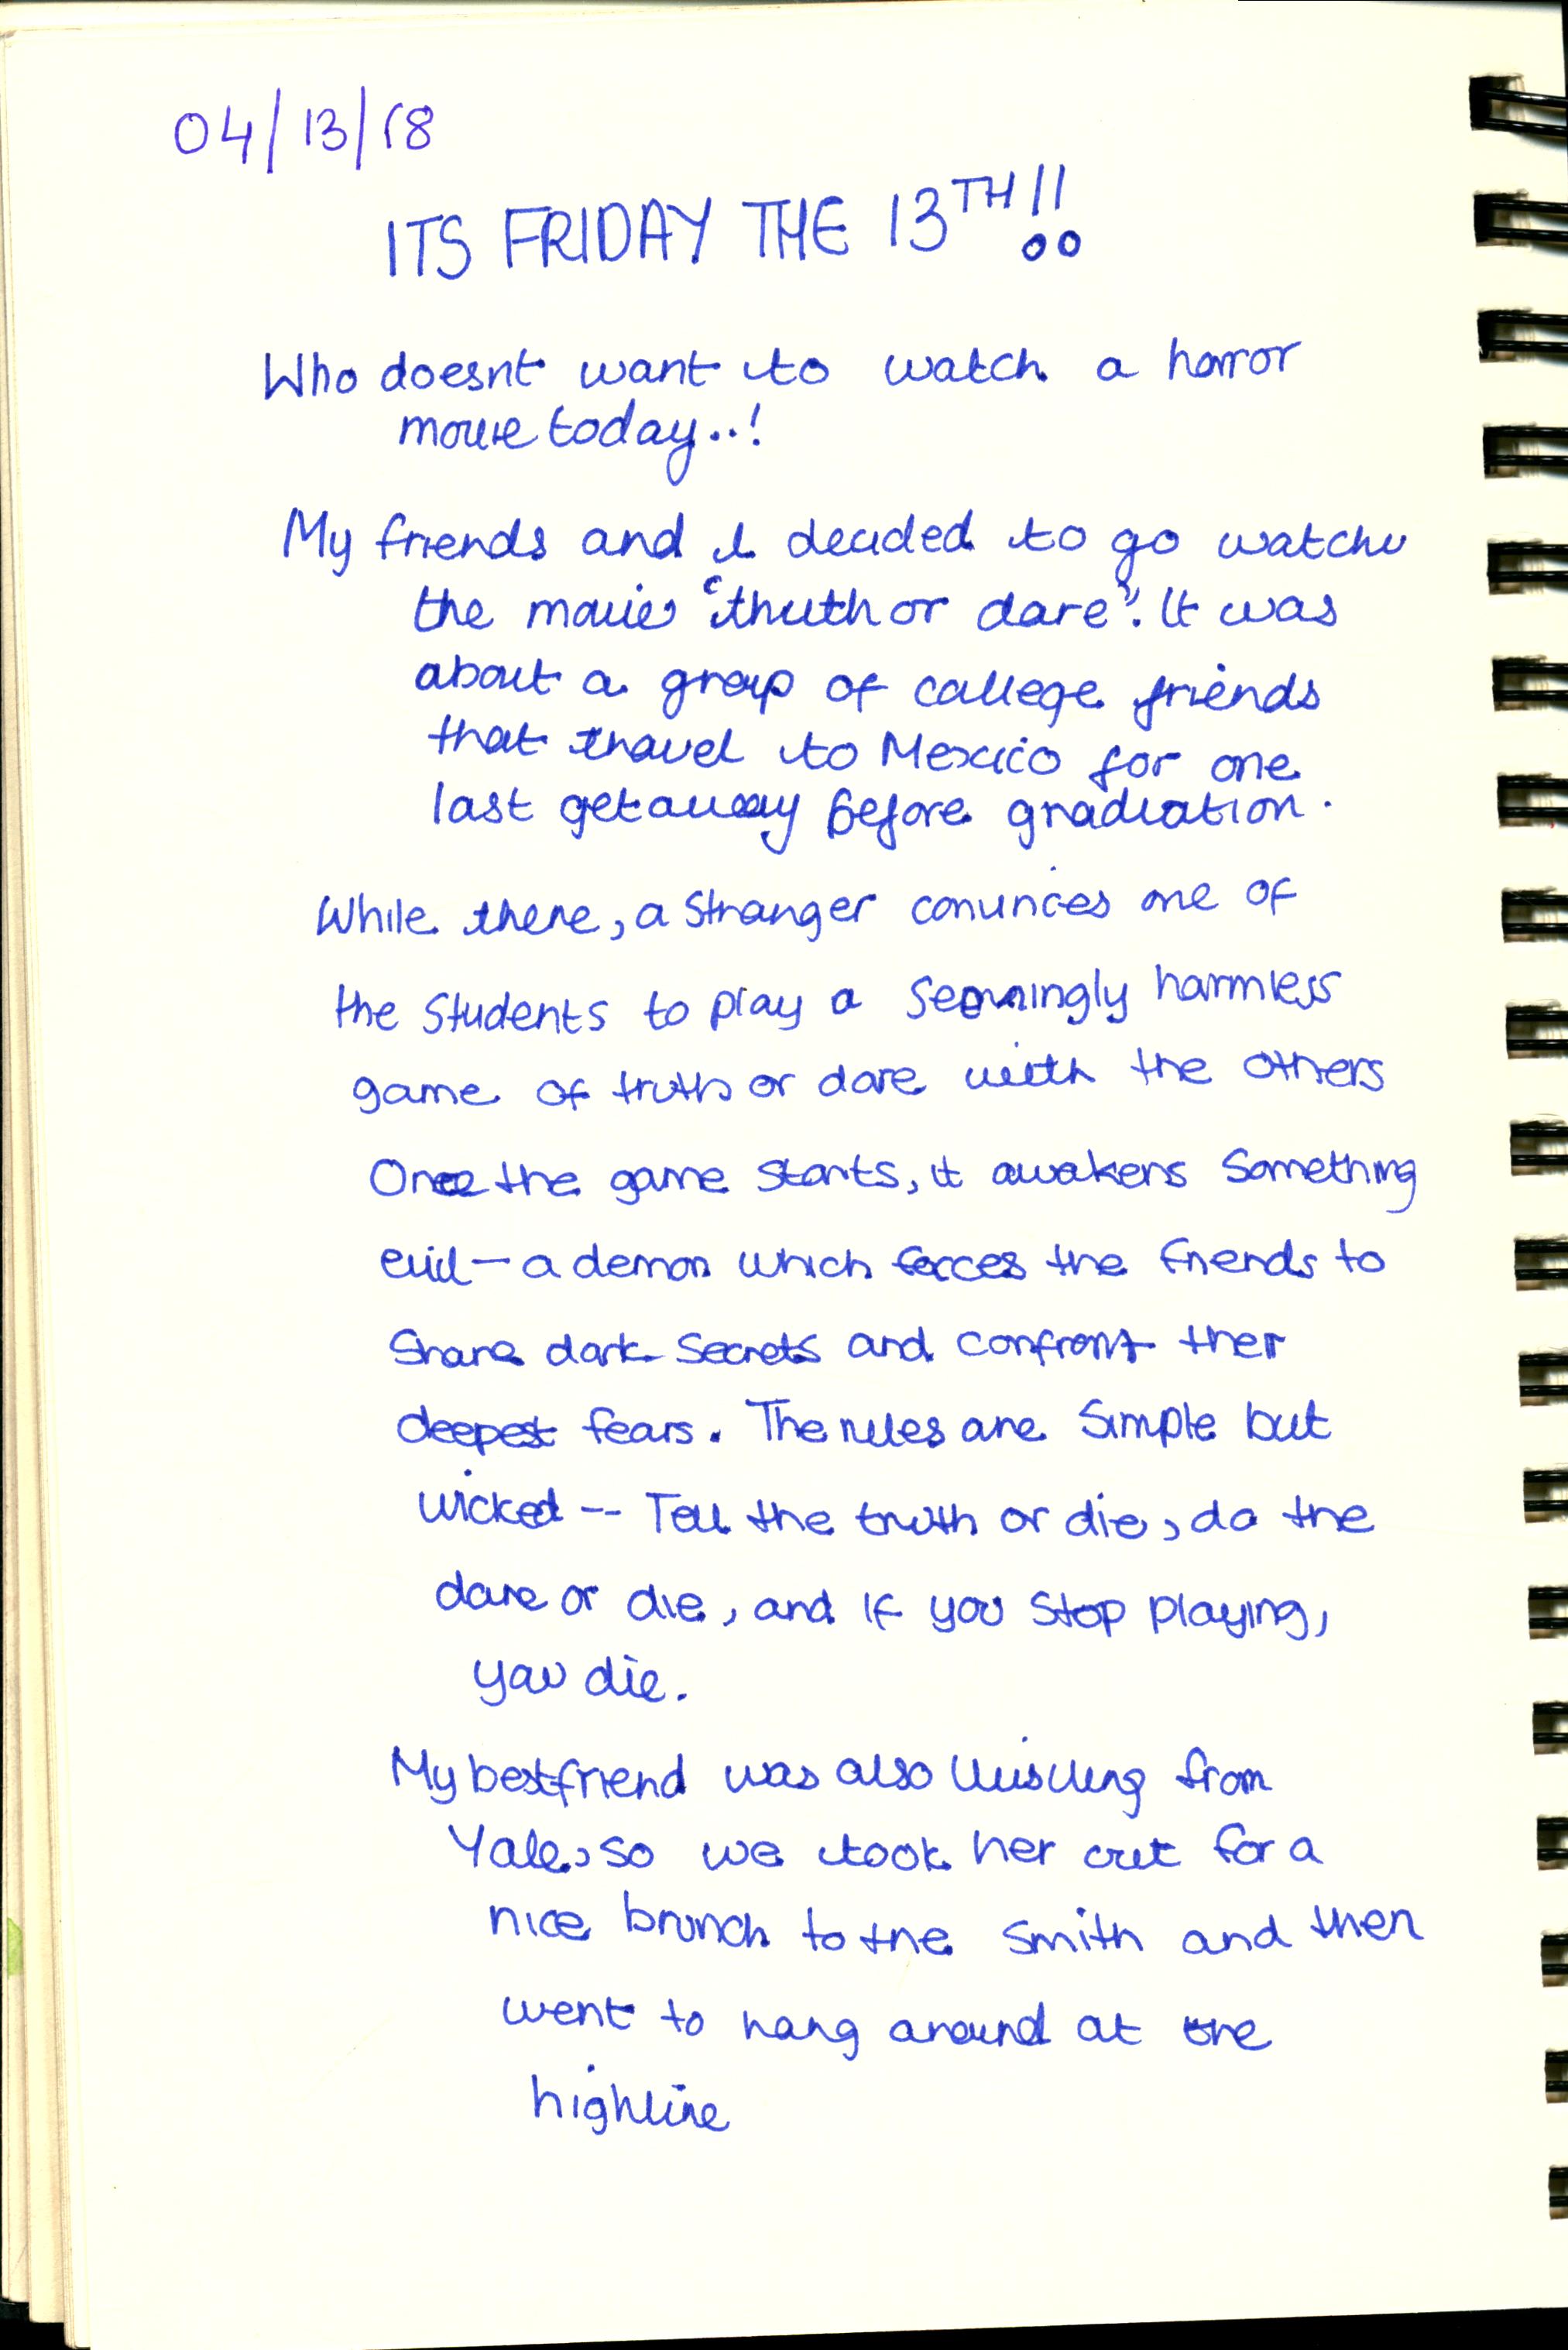 04/13/18
ITS FRIDAY THE 13TH!!
Who doesnt want to watch a horror
movie today..!
My friends and I decided to go watch
the movie "truth or dare". It was
about a group of college friends
that travel to Mexico for one
last getaway before graduation.
While there, a stranger convinces one of
the students to play a seemingly harmless
game of truth or dare with the others
Once the game starts, it awakens something
evil — a demon which forces the friends to
share dark secrets and confront their
deepest fears. The rules are simple but
wicked -- Tell the truth or die, do the
dare or die, and if you stop playing,
you die.
My bestfriend was also visiting from
Yale, so we took her out for a
nice brunch to the Smith and then
went to hang around at the
highline